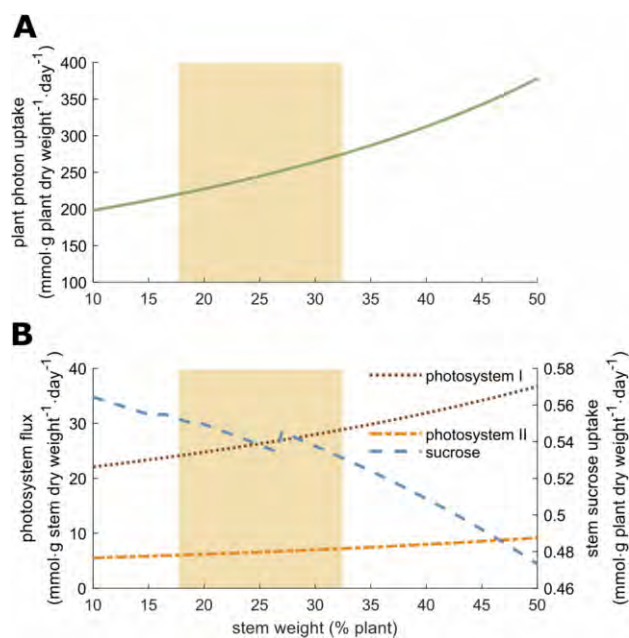 A
plant photon uptake
(mmol·g plant dry weight⁻¹·day⁻¹)
400
350
300
250
200
150
100
10 15 20 25 30 35 40 45 50
B
photosystem flux
(mmol·g stem dry weight⁻¹·day⁻¹)
40
30
20
10
0
photosystem I
photosystem II
sucrose
0.58
0.56
0.54
0.52
0.5
0.48
0.46
stem sucrose uptake
(mmol·g plant dry weight⁻¹·day⁻¹)
10 15 20 25 30 35 40 45 50
stem weight (% plant)